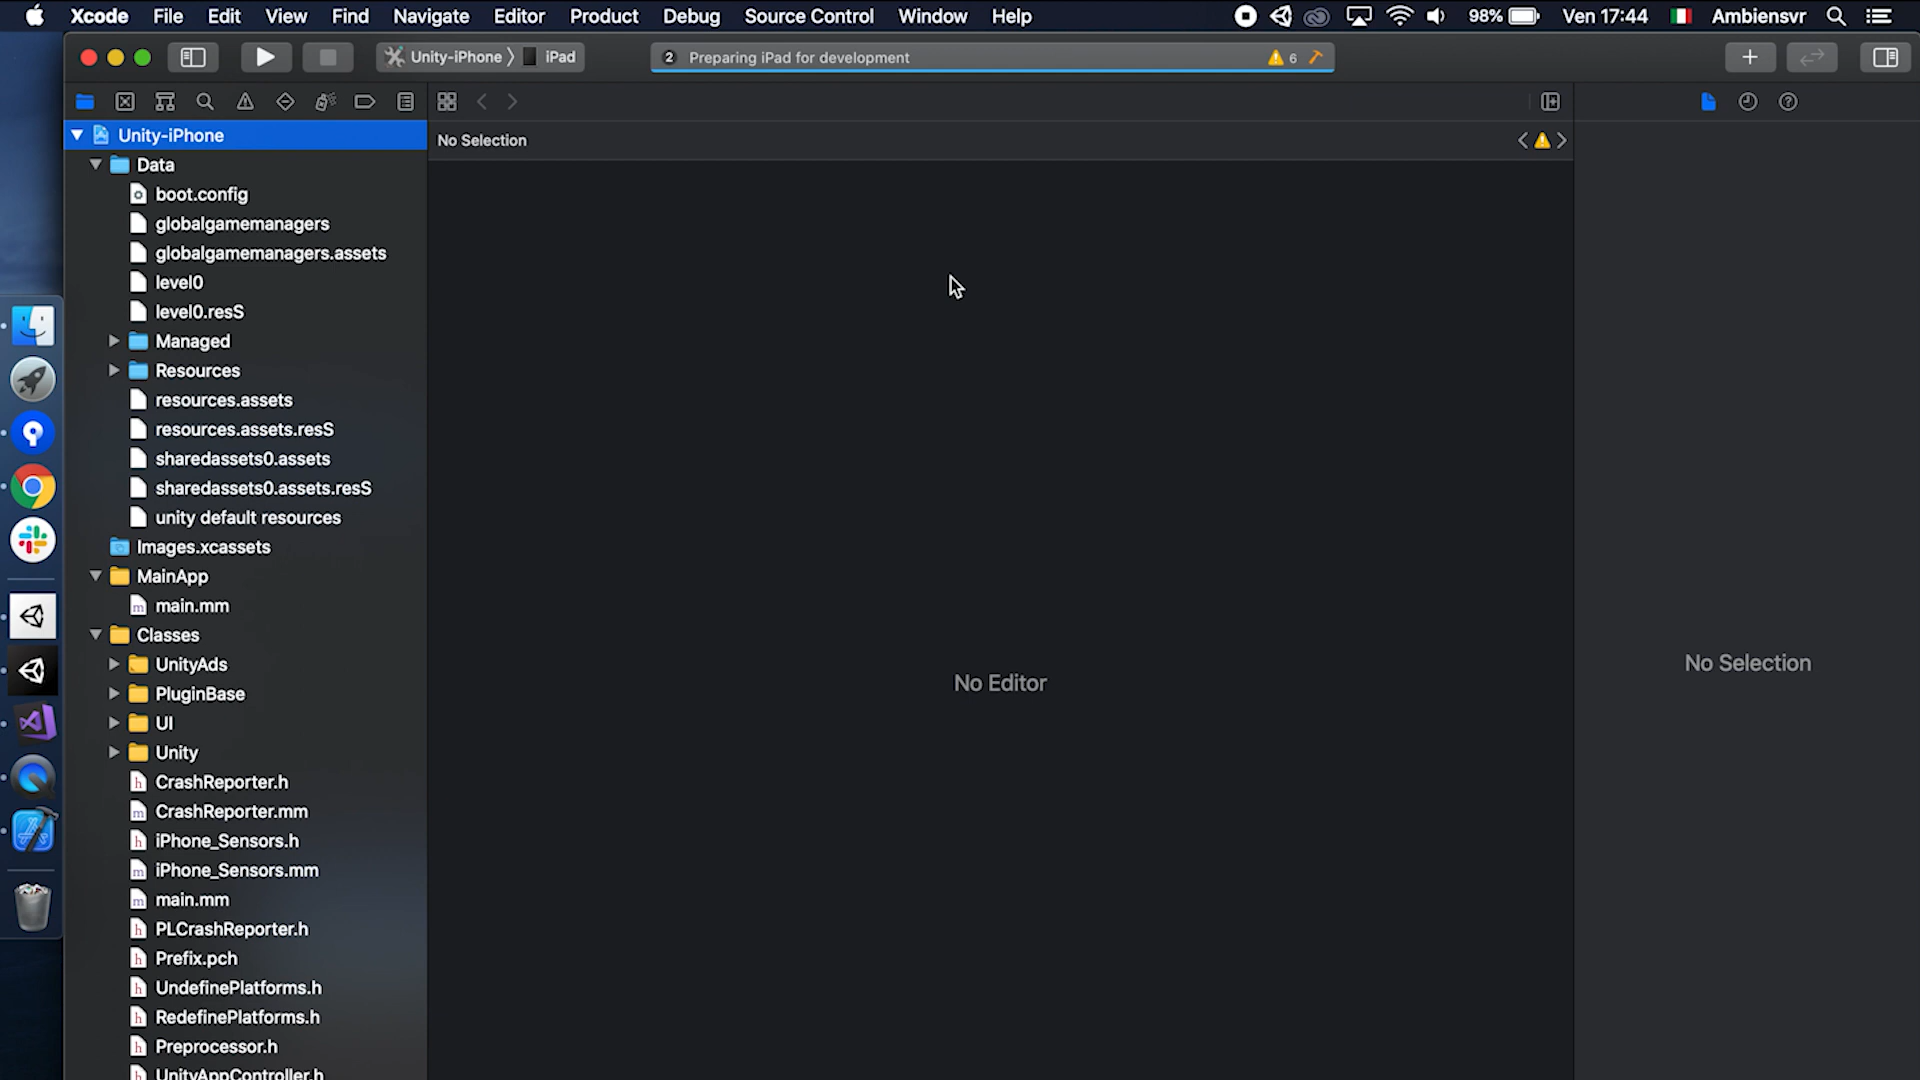 Xcode File Edit View Find Navigate Editor Product Debug Source Control Window Help 98% Ven 17:44 Ambiensvr
Unity-iPhone iPad 2 Preparing iPad for development 6
Unity-iPhone
No Selection
Data
boot.config
globalgamemanagers
globalgamemanagers.assets
level0
level0.resS
Managed
Resources
resources.assets
resources.assets.resS
sharedassets0.assets
sharedassets0.assets.resS
unity default resources
Images.xcassets
MainApp
main.mm
Classes
UnityAds
PluginBase
UI
Unity
CrashReporter.h
CrashReporter.mm
iPhone_Sensors.h
iPhone_Sensors.mm
main.mm
PLCrashReporter.h
Prefix.pch
UndefinePlatforms.h
RedefinePlatforms.h
Preprocessor.h
UnityAppController.h
No Editor
No Selection